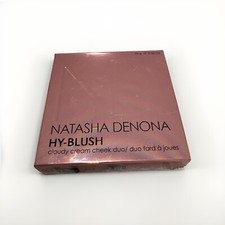 NATASHA DENONA
HY-BLUSH
cloudy cream cheek duo/ duo fard à joues